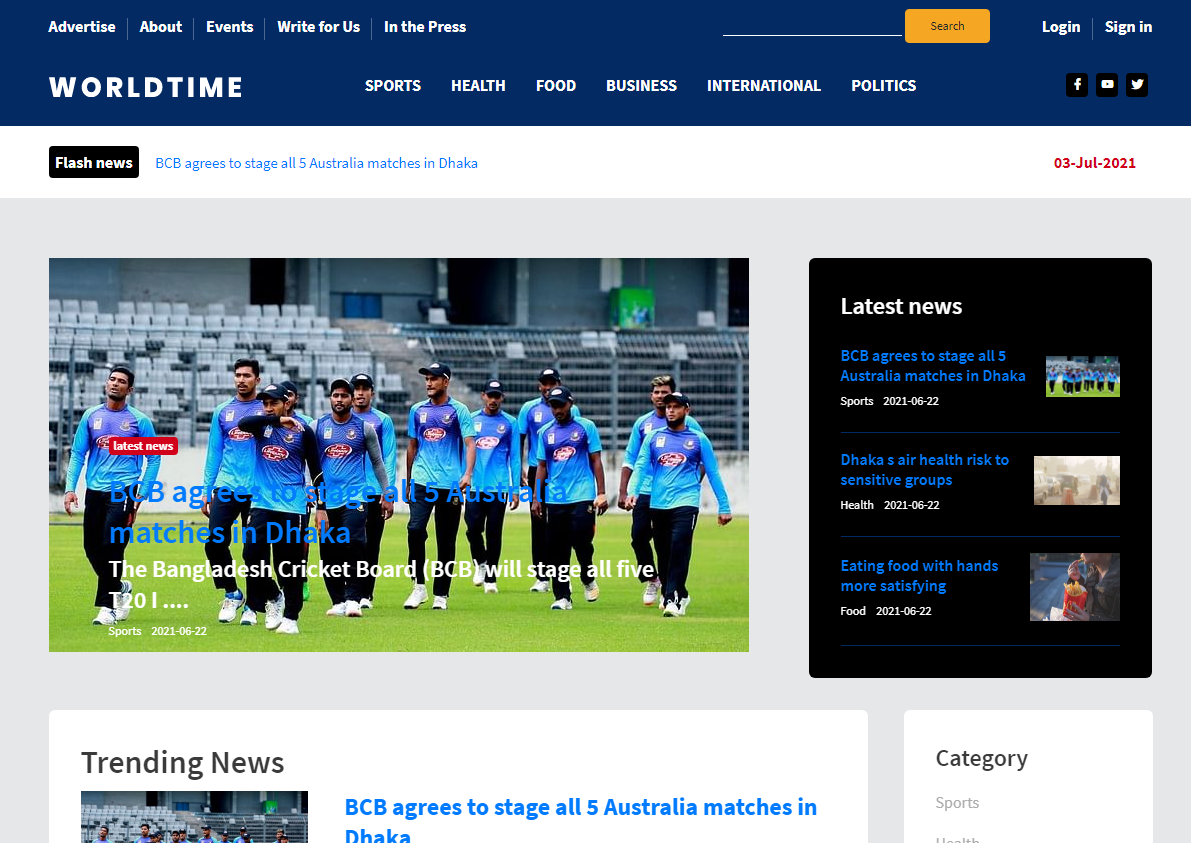 Advertise
About
Events
Write for Us
In the Press
Search
Login
Sign in
WORLDTIME
SPORTS
HEALTH
FOOD
BUSINESS
INTERNATIONAL
POLITICS
Flash news
BCB agrees to stage all 5 Australia matches in Dhaka
03-Jul-2021
latest news
BCB agrees to stage all 5 Australia
matches in Dhaka
The Bangladesh Cricket Board (BCB) will stage all five
T20 I ....
Sports 2021-06-22
Latest news
BCB agrees to stage all 5
Australia matches in Dhaka
Sports 2021-06-22
Dhaka s air health risk to
sensitive groups
Health 2021-06-22
Eating food with hands
more satisfying
Food 2021-06-22
Trending News
BCB agrees to stage all 5 Australia matches in
Dhaka
Category
Sports
Health